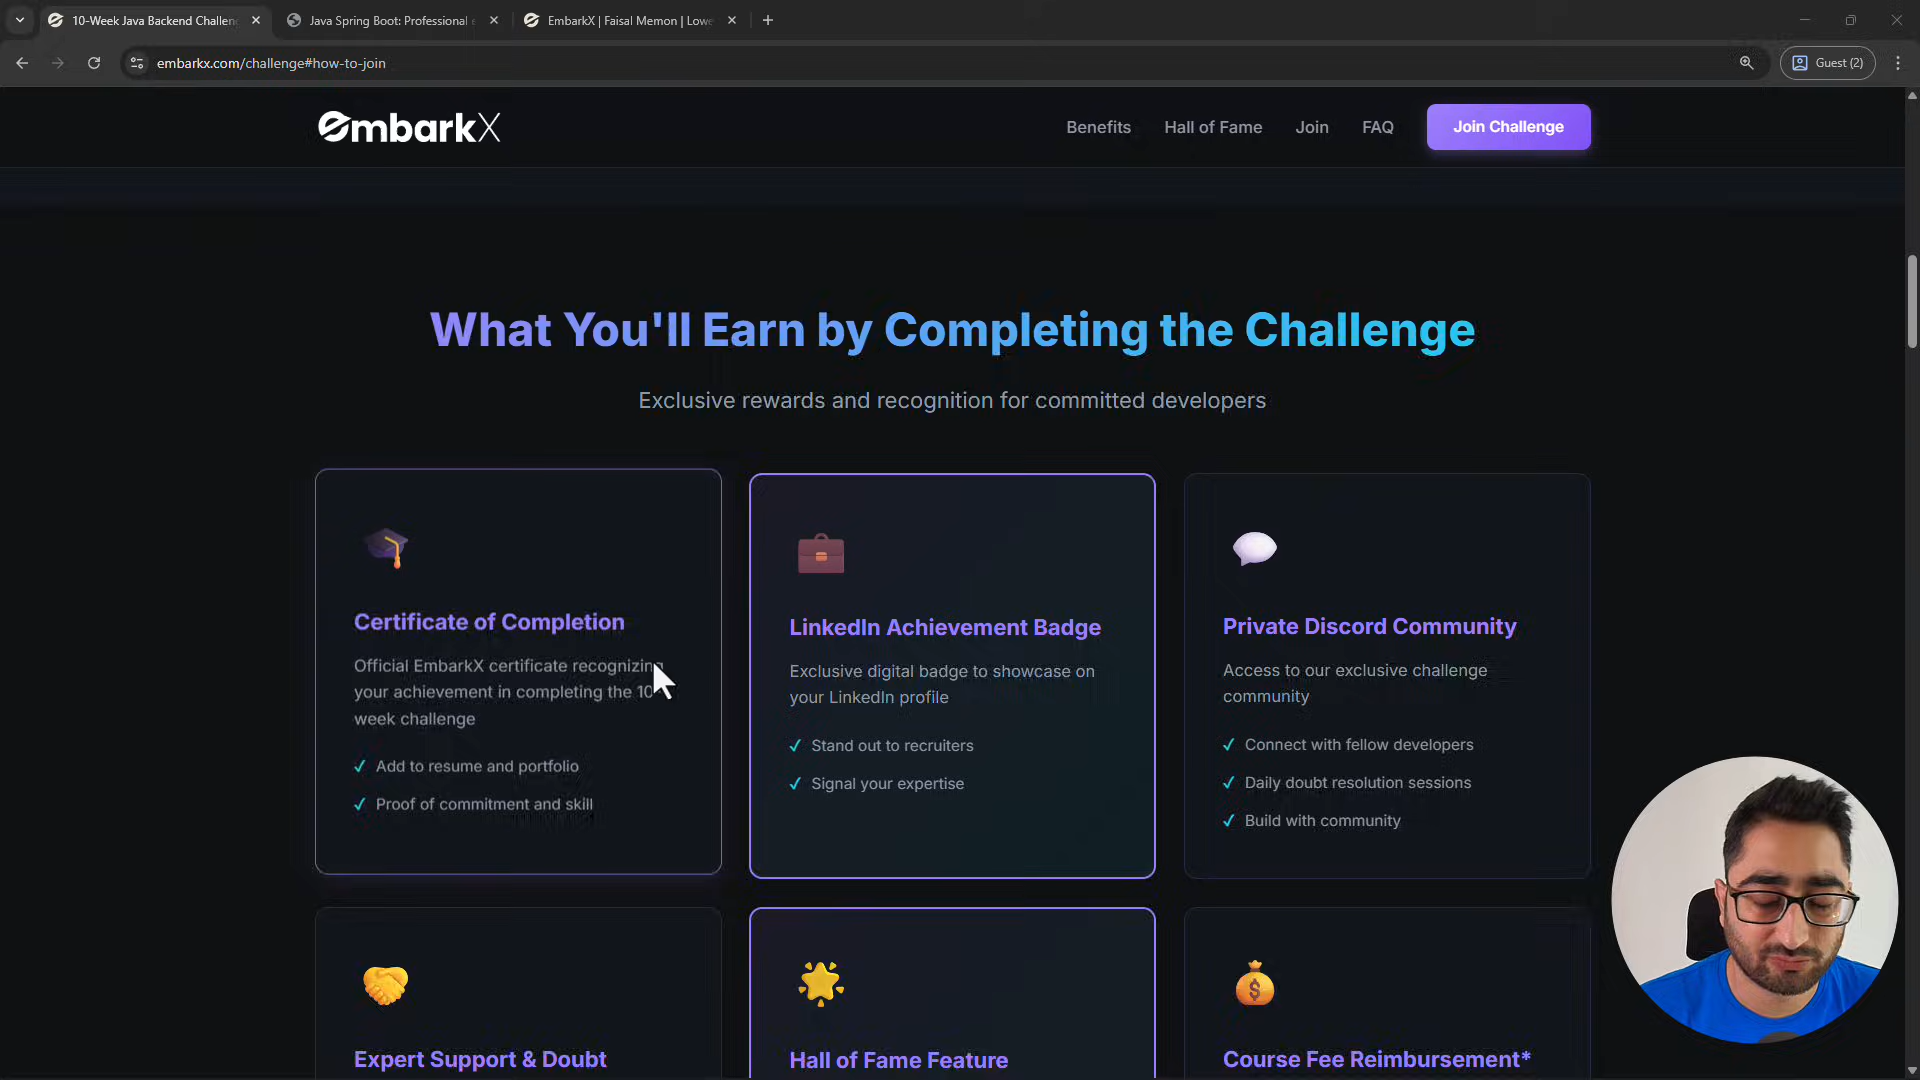 10-Week Java Backend Challen
Java Spring Boot: Professional
EmbarkX | Faisal Memon | Lowe
embarkx.com/challenge#how-to-join
Guest (2)
EmbarkX
Benefits
Hall of Fame
Join
FAQ
Join Challenge
What You'll Earn by Completing the Challenge
Exclusive rewards and recognition for committed developers
Certificate of Completion
Official EmbarkX certificate recognizing
your achievement in completing the 10
week challenge
✓ Add to resume and portfolio
✓ Proof of commitment and skill
LinkedIn Achievement Badge
Exclusive digital badge to showcase on
your LinkedIn profile
✓ Stand out to recruiters
✓ Signal your expertise
Private Discord Community
Access to our exclusive challenge
community
✓ Connect with fellow developers
✓ Daily doubt resolution sessions
✓ Build with community
Expert Support & Doubt
Hall of Fame Feature
Course Fee Reimbursement*